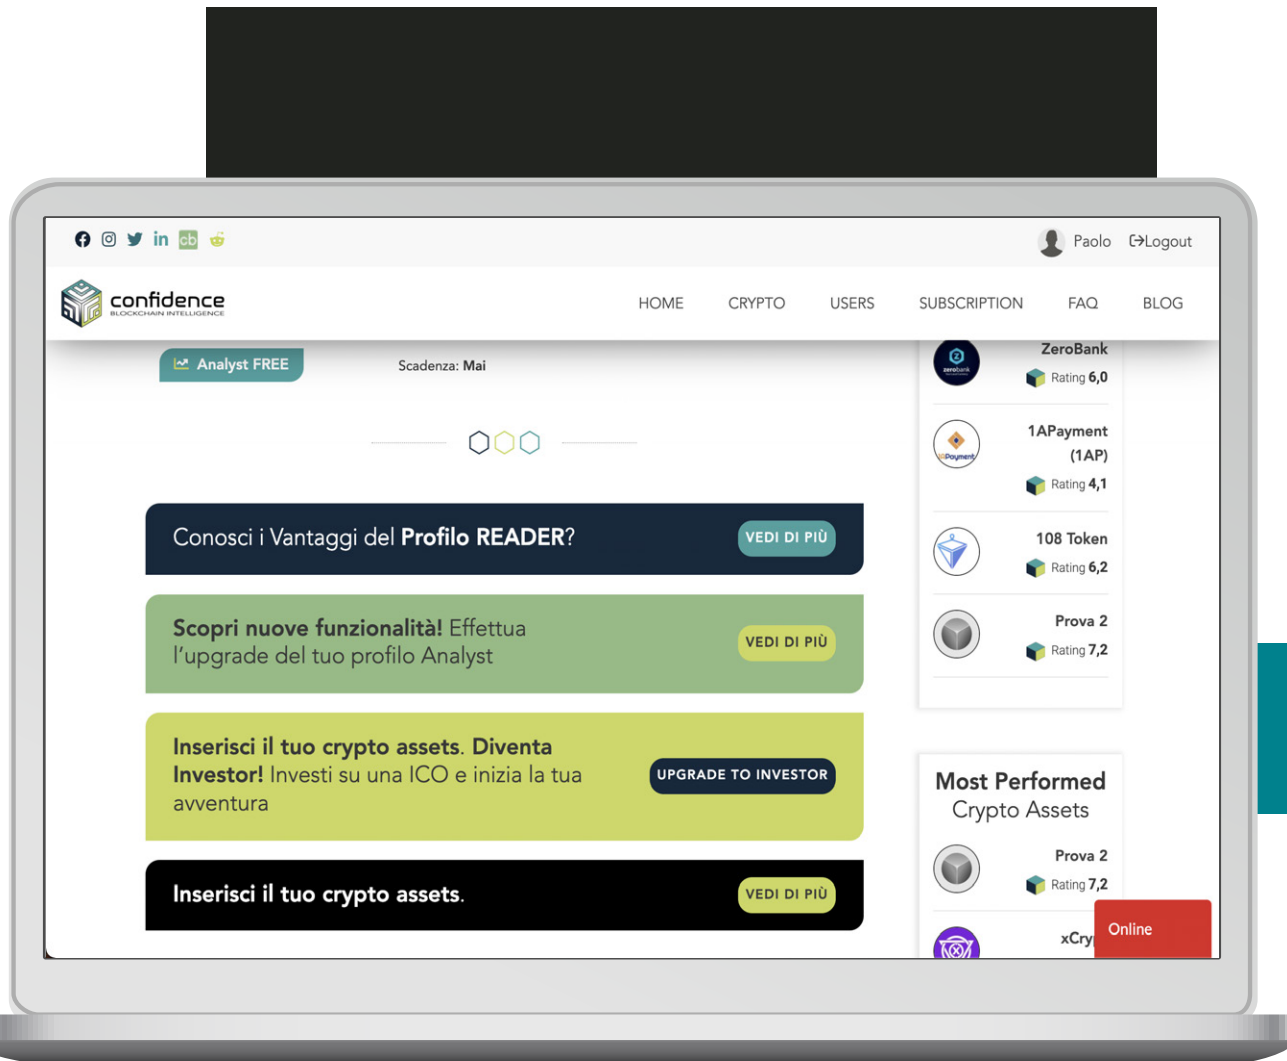 cb
Paolo
Logout
confidence
BLOCKCHAIN INTELLIGENCE
HOME CRYPTO USERS SUBSCRIPTION FAQ BLOG
Analyst FREE
Scadenza: Mai
Conosci i Vantaggi del Profilo READER?
VEDI DI PIÙ
Scopri nuove funzionalità! Effettua
l'upgrade del tuo profilo Analyst
VEDI DI PIÙ
Inserisci il tuo crypto assets. Diventa
Investor! Investi su una ICO e inizia la tua
avventura
UPGRADE TO INVESTOR
Inserisci il tuo crypto assets.
VEDI DI PIÙ
zerobank
ZeroBank
Rating 6,0
1APayment
(1AP)
Rating 4,1
108 Token
Rating 6,2
Prova 2
Rating 7,2
Most Performed
Crypto Assets
Prova 2
Rating 7,2
xCry
Online